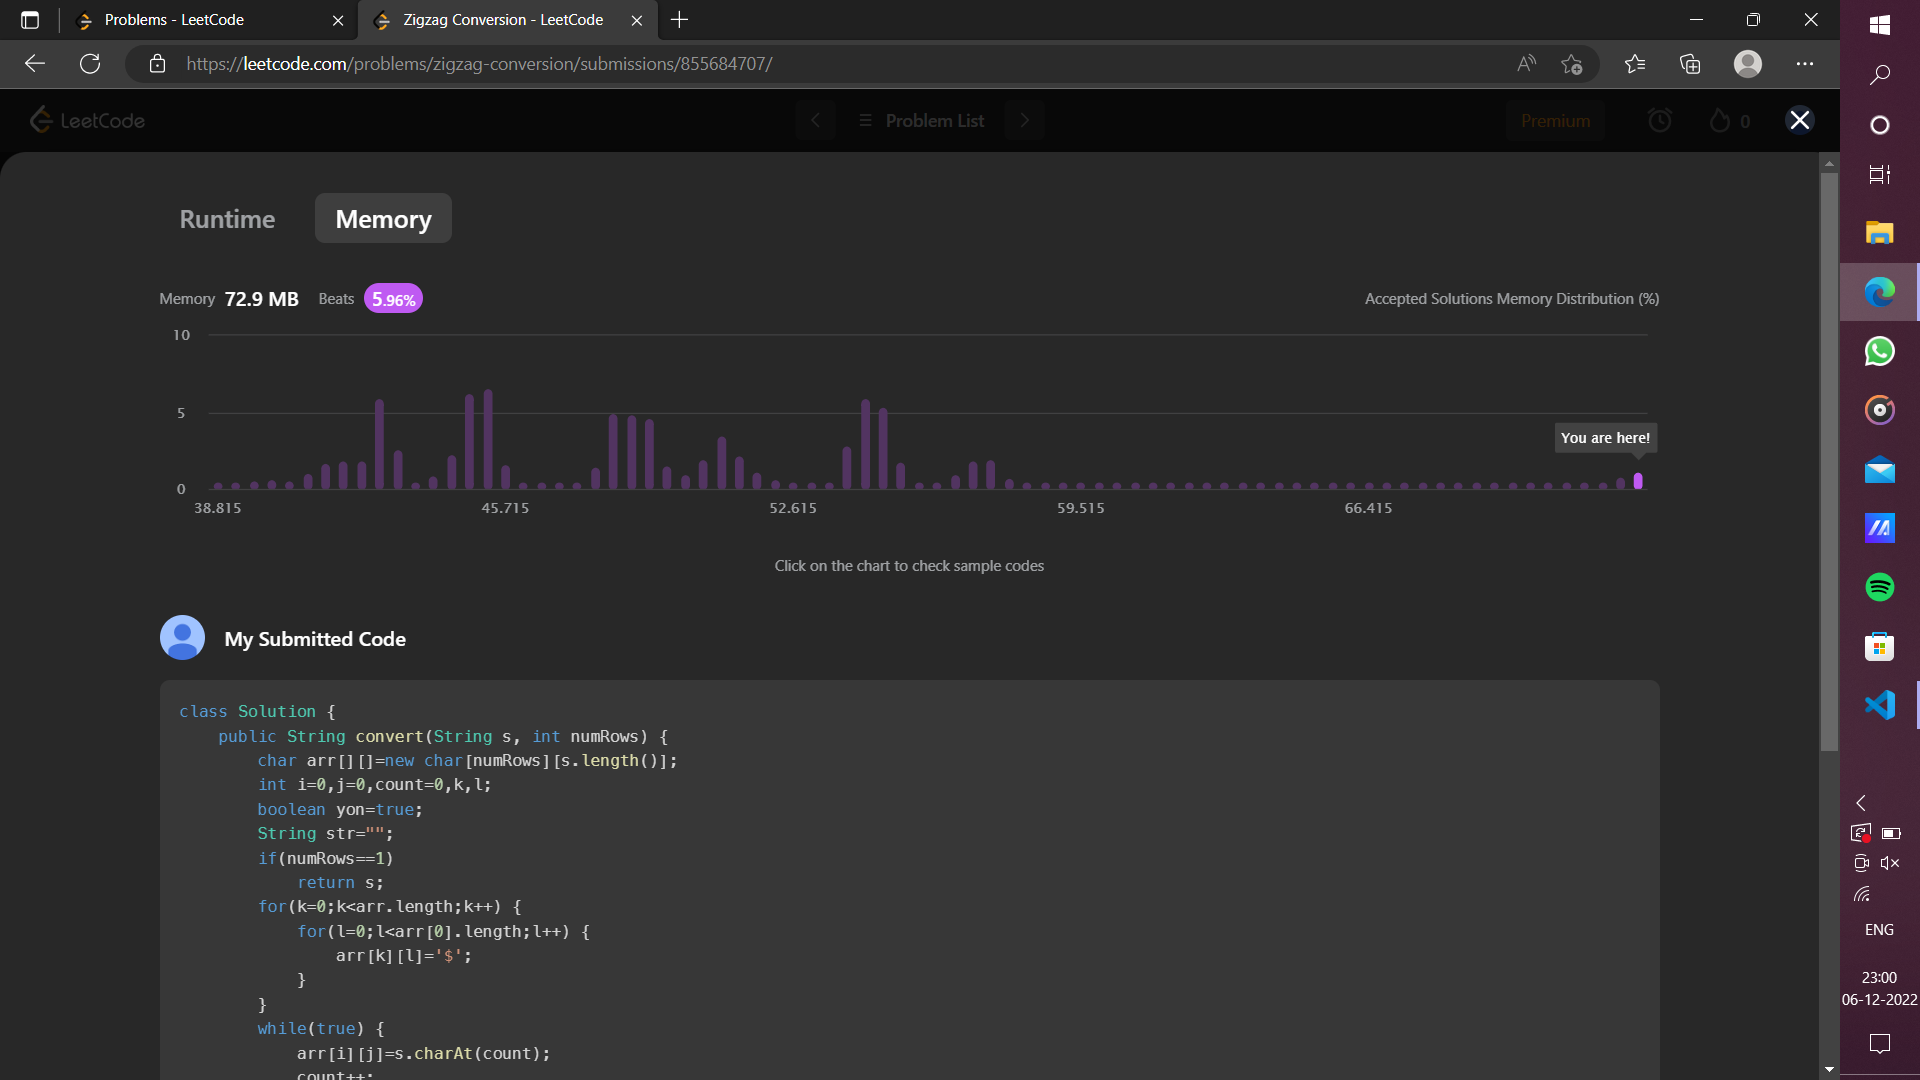 Problems - LeetCode
Zigzag Conversion - LeetCode
https://leetcode.com/problems/zigzag-conversion/submissions/855684707/
LeetCode
Problem List
Premium
0
Runtime
Memory
Memory 72.9 MB Beats 5.96%
Accepted Solutions Memory Distribution (%)
10
5
You are here!
0
38.815 45.715 52.615 59.515 66.415
Click on the chart to check sample codes
My Submitted Code
class Solution {
    public String convert(String s, int numRows) {
        char arr[][]=new char[numRows][s.length()];
        int i=0,j=0,count=0,k,l;
        boolean yon=true;
        String str="";
        if(numRows==1)
            return s;
        for(k=0;k<arr.length;k++) {
            for(l=0;l<arr[0].length;l++) {
                arr[k][l]='$';
            }
        }
        while(true) {
            arr[i][j]=s.charAt(count);
            count++;
ENG
23:00
06-12-2022